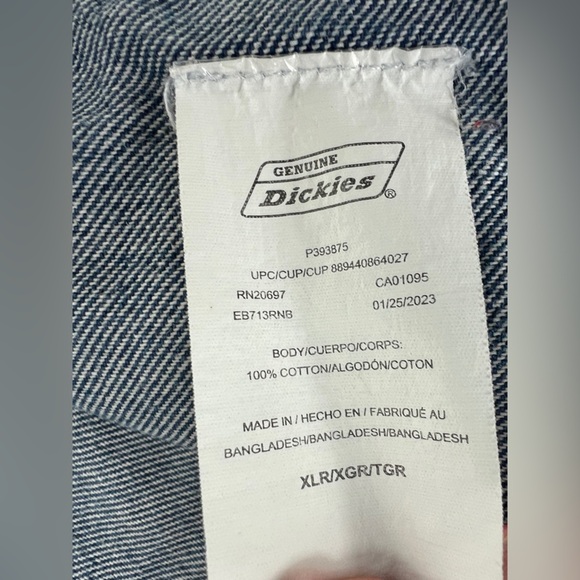 GENUINE
Dickies®
P393875
UPC/CUP/CUP 889440864027
RN20697 CA01095
EB713RNB 01/25/2023
BODY/CUERPO/CORPS:
100% COTTON/ALGODÓN/COTON
MADE IN / HECHO EN / FABRIQUÉ AU
BANGLADESH/BANGLADESH/BANGLADESH
XLR/XGR/TGR